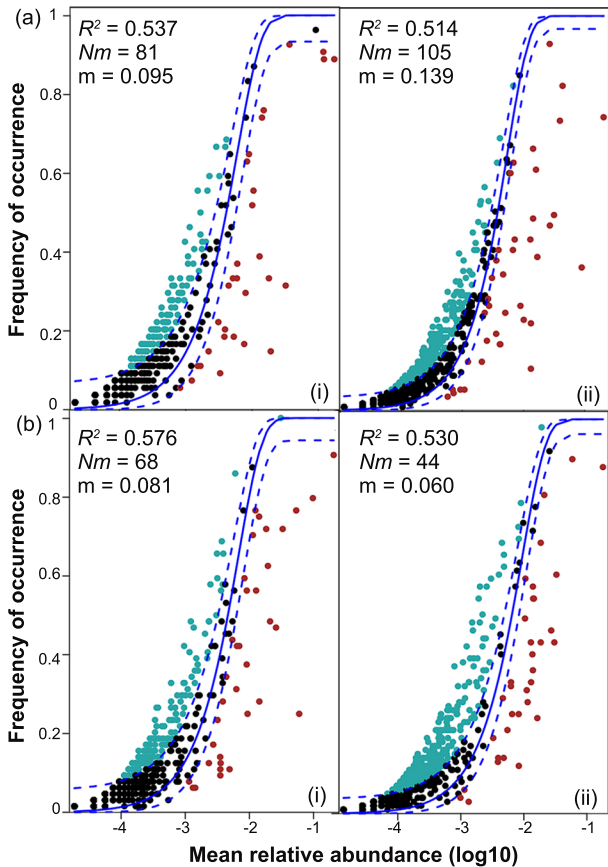 (a)
R² = 0.537
Nm = 81
m = 0.095
R² = 0.514
Nm = 105
m = 0.139
Frequency of occurrence
1
0.8
0.6
0.4
0.2
0
(i)
(ii)
(b)
R² = 0.576
Nm = 68
m = 0.081
R² = 0.530
Nm = 44
m = 0.060
Frequency of occurrence
1
0.8
0.6
0.4
0.2
0
(i)
(ii)
-4 -3 -2 -1 -4 -3 -2 -1
Mean relative abundance (log10)